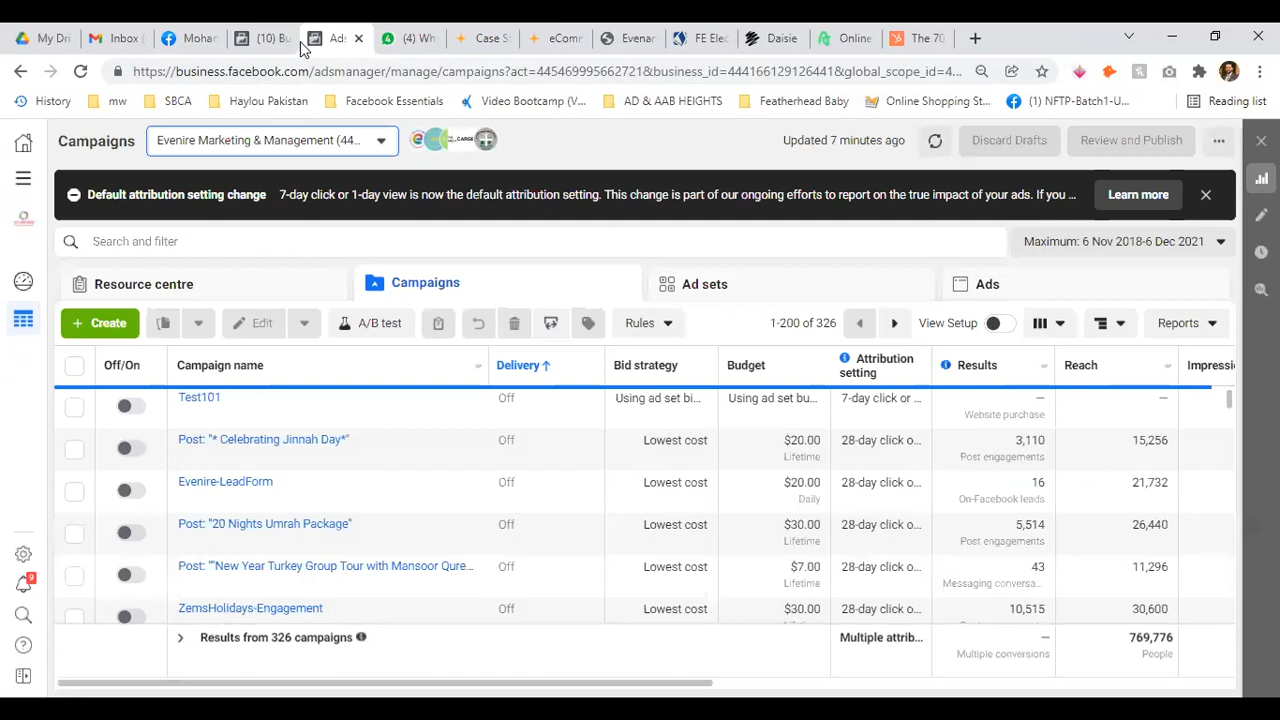 My Dri
Inbox (
Mohan
(10) Bu
Ads
4
(4) Wh
Case St
eComr
Evenar
FE Elec
Daisie
Online
The 70
https://business.facebook.com/adsmanager/manage/campaigns?act=445469995662721&business_id=444166129126441&global_scope_id=4...
History
mw
SBCA
Haylou Pakistan
Facebook Essentials
Video Bootcamp (V...
AD & AAB HEIGHTS
Featherhead Baby
Online Shopping St...
(1) NFTP-Batch1-U...
Reading list
Campaigns
Evenire Marketing & Management (44...
Updated 7 minutes ago
Discard Drafts
Review and Publish
Default attribution setting change
7-day click or 1-day view is now the default attribution setting. This change is part of our ongoing efforts to report on the true impact of your ads. If you ...
Learn more
Search and filter
Maximum: 6 Nov 2018-6 Dec 2021
Resource centre
Campaigns
Ad sets
Ads
+ Create
Edit
A/B test
Rules
1-200 of 326
View Setup
Reports
Off/On
Campaign name
Delivery ↑
Bid strategy
Budget
Attribution setting
Results
Reach
Impressi
Test101
Off
Using ad set bi...
Using ad set bu...
7-day click or ...
—
Website purchase
—
Post: "* Celebrating Jinnah Day*"
Off
Lowest cost
$20.00
Lifetime
28-day click o...
3,110
Post engagements
15,256
Evenire-LeadForm
Off
Lowest cost
$20.00
Daily
28-day click o...
16
On-Facebook leads
21,732
Post: "20 Nights Umrah Package"
Off
Lowest cost
$30.00
Lifetime
28-day click o...
5,514
Post engagements
26,440
Post: ""New Year Turkey Group Tour with Mansoor Qure...
Off
Lowest cost
$7.00
Lifetime
28-day click o...
43
Messaging conversa...
11,296
ZemsHolidays-Engagement
Off
Lowest cost
$30.00
28-day click o...
10,515
30,600
Results from 326 campaigns
Multiple attrib...
—
Multiple conversions
769,776
People
9